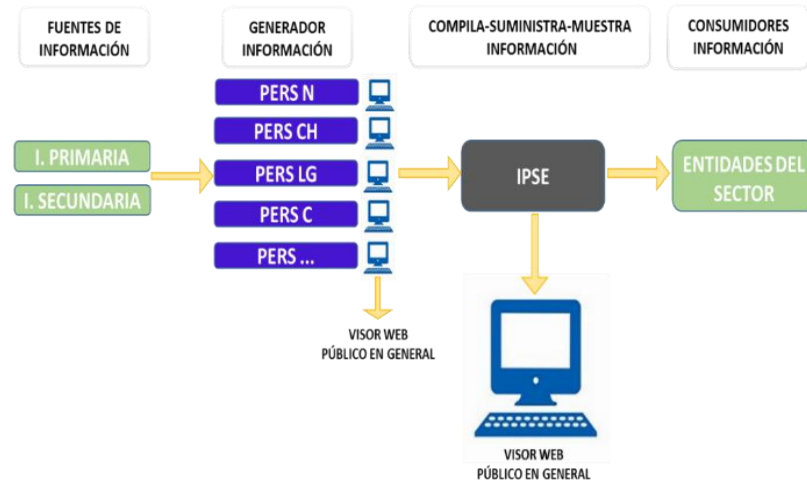 FUENTES DE
INFORMACIÓN
GENERADOR
INFORMACIÓN
COMPILA-SUMINISTRA-MUESTRA
INFORMACIÓN
CONSUMIDORES
INFORMACIÓN
PERS N
PERS CH
I. PRIMARIA
PERS LG
IPSE
ENTIDADES DEL
SECTOR
I. SECUNDARIA
PERS C
PERS ...
VISOR WEB
PÚBLICO EN GENERAL
VISOR WEB
PÚBLICO EN GENERAL